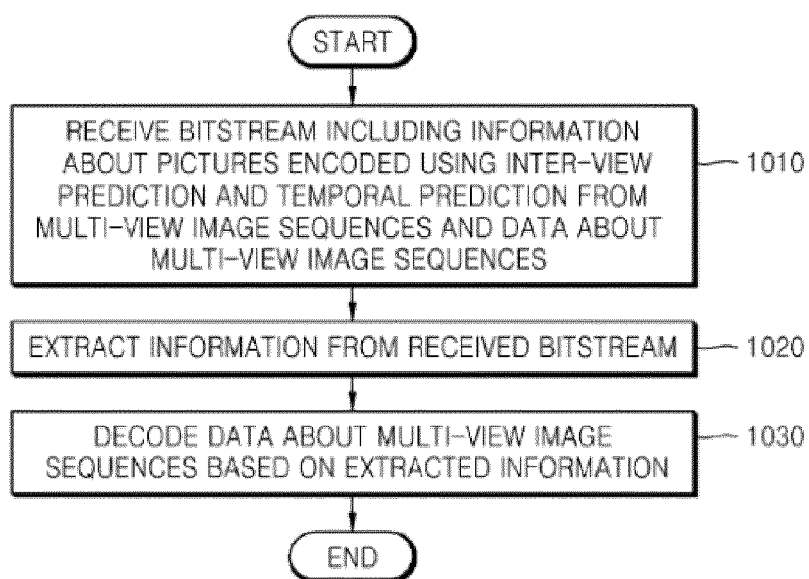 START
RECEIVE BITSTREAM INCLUDING INFORMATION
ABOUT PICTURES ENCODED USING INTER-VIEW
PREDICTION AND TEMPORAL PREDICTION FROM
MULTI-VIEW IMAGE SEQUENCES AND DATA ABOUT
MULTI-VIEW IMAGE SEQUENCES
1010
EXTRACT INFORMATION FROM RECEIVED BITSTREAM
1020
DECODE DATA ABOUT MULTI-VIEW IMAGE
SEQUENCES BASED ON EXTRACTED INFORMATION
1030
END